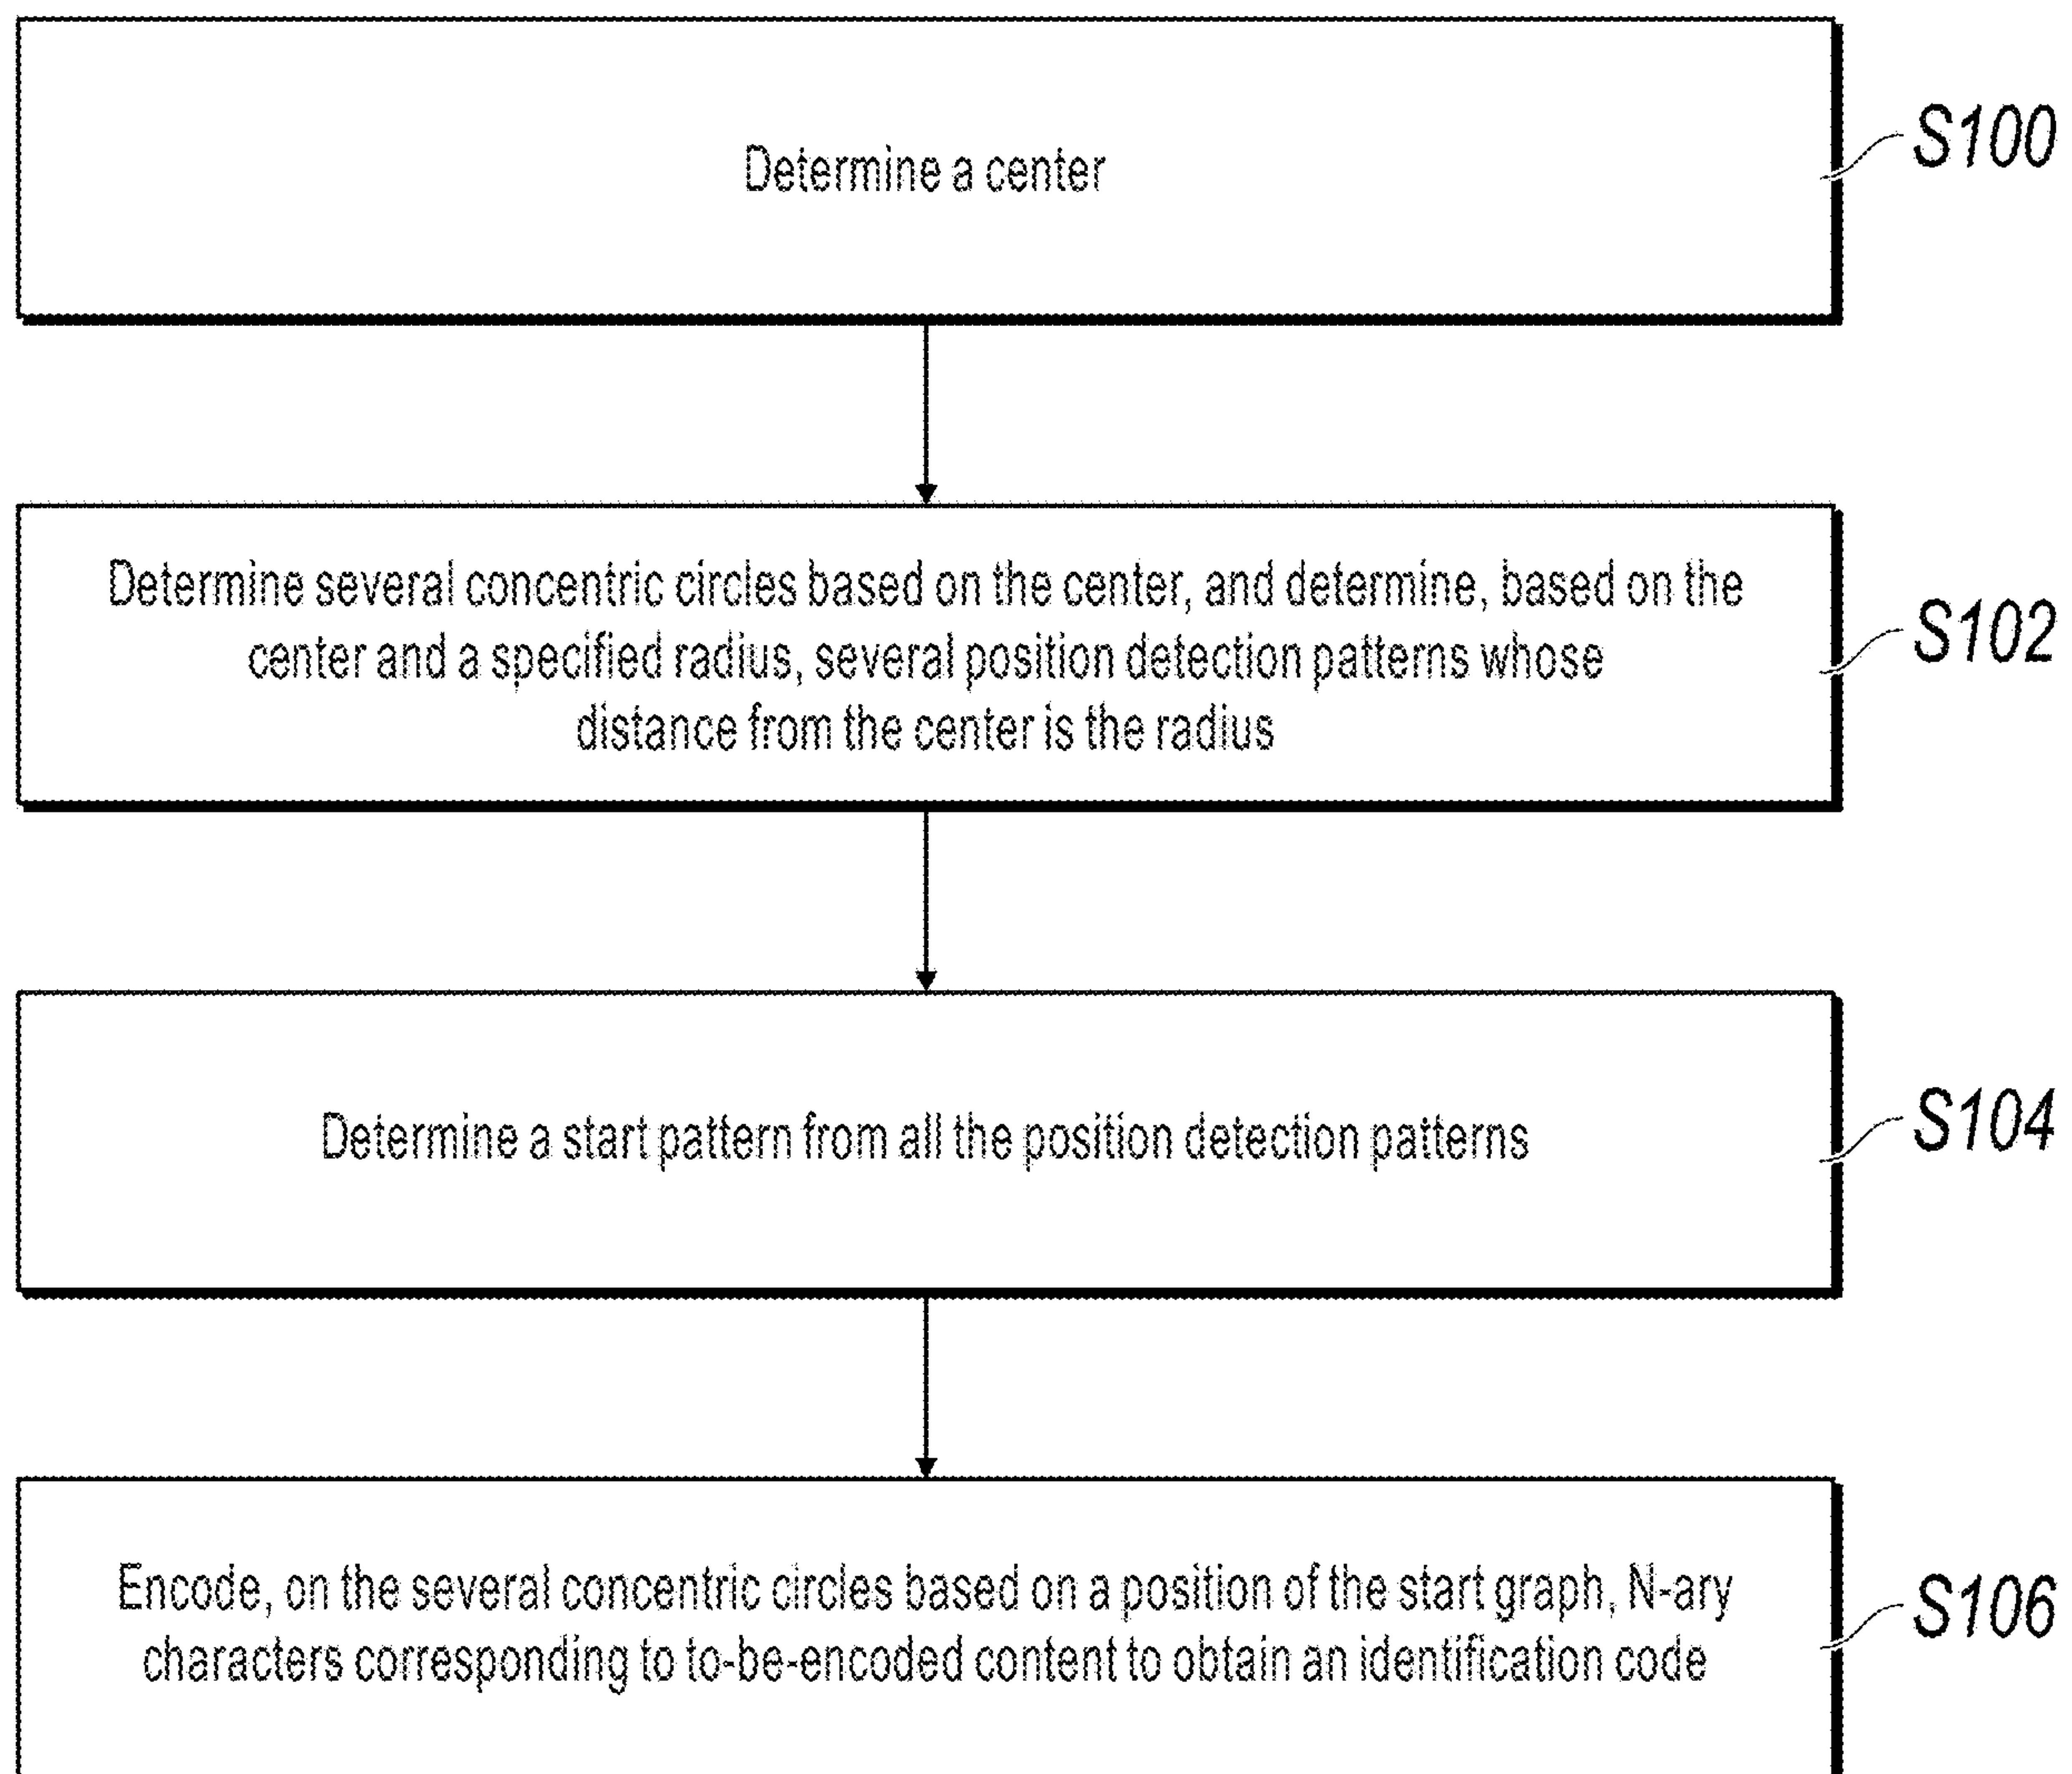 Determine a center
S100
Determine several concentric circles based on the center, and determine, based on the
center and a specified radius, several position detection patterns whose
distance from the center is the radius
S102
Determine a start pattern from all the position detection patterns
S104
Encode, on the several concentric circles based on a position of the start graph, N-ary
characters corresponding to to-be-encoded content to obtain an identification code
S106